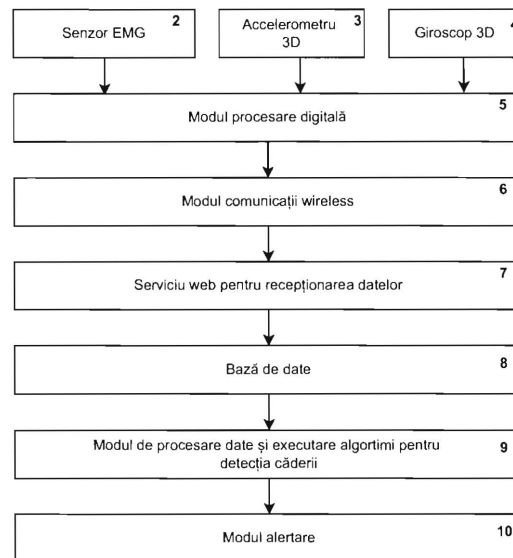 Senzor EMG 2
Accelerometru 3
3D
Giroscop 3D 4
Modul procesare digitală 5
Modul comunicații wireless 6
Serviciu web pentru recepționarea datelor 7
Bază de date 8
Modul de procesare date și executare algortimi pentru 9
detecția căderii
Modul alertare 10